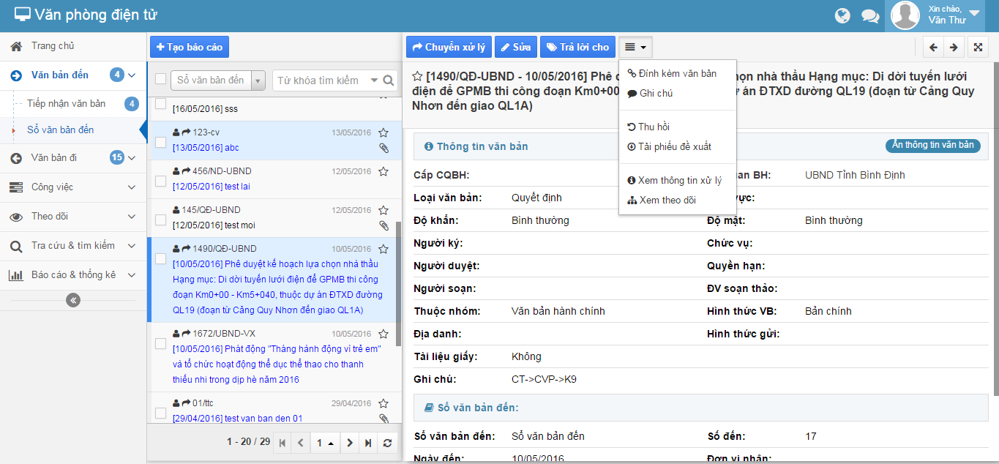 Văn phòng điện tử
Xin chào,
Văn Thư
Trang chủ
Văn bản đến 4
Tiếp nhận văn bản 4
Sổ văn bản đến
Văn bản đi 15
Công việc
Theo dõi
Tra cứu & tìm kiếm
Báo cáo & thống kê
Tạo báo cáo
Sổ văn bản đến
Từ khóa tìm kiếm
[16/05/2016] sss
123-cv 13/05/2016
[13/05/2016] abc
456/ND-UBND 12/05/2016
[12/05/2016] test lai
145/QĐ-UBND 12/05/2016
[12/05/2016] test moi
1490/QĐ-UBND 10/05/2016
[10/05/2016] Phê duyệt kế hoạch lựa chọn nhà thầu
Hạng mục: Di dời tuyến lưới điện để GPMB thi công
đoạn Km0+00 - Km5+040, thuộc dự án ĐTXD đường
QL19 (đoạn từ Cảng Quy Nhơn đến giao QL1A)
1672/UBND-VX 10/05/2016
[10/05/2016] Phát động "Tháng hành động vì trẻ em"
và tổ chức hoạt động thể dục thể thao cho thanh
thiếu nhi trong dịp hè năm 2016
01/ttc 29/04/2016
[29/04/2016] test van ban den 01
1 - 20 / 29
1
Chuyển xử lý
Sửa
Trả lời cho
Đính kèm văn bản
Ghi chú
Thu hồi
Tải phiếu đề xuất
Xem thông tin xử lý
Xem theo dõi
[1490/QĐ-UBND - 10/05/2016] Phê họn nhà thầu Hạng mục: Di dời tuyến lưới
điện để GPMB thi công đoạn Km0+00 ự án ĐTXD đường QL19 (đoạn từ Cảng Quy
Nhơn đến giao QL1A)
Thông tin văn bản
Ẩn thông tin văn bản
Cấp CQBH: uan BH: UBND Tỉnh Bình Định
Loại văn bản: Quyết định vực:
Độ khẩn: Bình thường Độ mật: Bình thường
Người ký: Chức vụ:
Người duyệt: Quyền hạn:
Người soạn: ĐV soạn thảo:
Thuộc nhóm: Văn bản hành chính Hình thức VB: Bản chính
Địa danh: Hình thức gửi:
Tài liệu giấy: Không
Ghi chú: CT->CVP->K9
Sổ văn bản đến:
Sổ văn bản đến: Sổ văn bản đến Số đến: 17
Ngày đến: 10/05/2016 Đơn vị nhận: